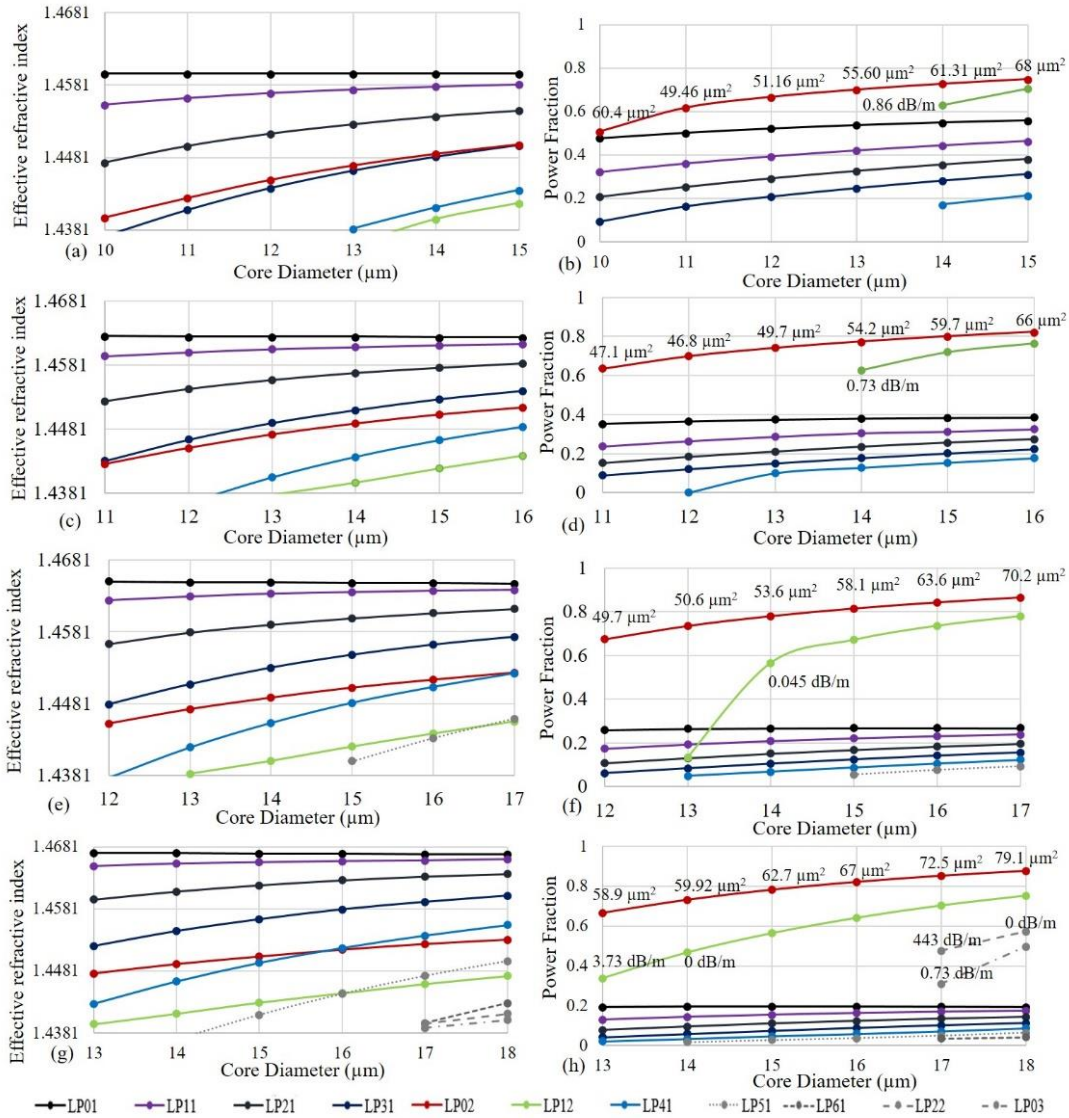 Effective refractive index
1.4681
1.4581
1.4481
1.4381
(a)
10 11 12 13 14 15
Core Diameter (µm)
Power Fraction
1
0.8
0.6
0.4
0.2
0
60.4 µm²
49.46 µm²
51.16 µm²
55.60 µm²
61.31 µm²
68 µm²
0.86 dB/m
(b)
10 11 12 13 14 15
Core Diameter (µm)
Effective refractive index
1.4681
1.4581
1.4481
1.4381
(c)
11 12 13 14 15 16
Core Diameter (µm)
Power Fraction
1
0.8
0.6
0.4
0.2
0
47.1 µm²
46.8 µm²
49.7 µm²
54.2 µm²
59.7 µm²
66 µm²
0.73 dB/m
(d)
11 12 13 14 15 16
Core Diameter (µm)
Effective refractive index
1.4681
1.4581
1.4481
1.4381
(e)
12 13 14 15 16 17
Core Diameter (µm)
Power Fraction
1
0.8
0.6
0.4
0.2
0
49.7 µm²
50.6 µm²
53.6 µm²
58.1 µm²
63.6 µm²
70.2 µm²
0.045 dB/m
(f)
12 13 14 15 16 17
Core Diameter (µm)
Effective refractive index
1.4681
1.4581
1.4481
1.4381
(g)
13 14 15 16 17 18
Core Diameter (µm)
Power Fraction
1
0.8
0.6
0.4
0.2
0
58.9 µm²
59.92 µm²
62.7 µm²
67 µm²
72.5 µm²
79.1 µm²
3.73 dB/m
0 dB/m
443 dB/m
0 dB/m
0.73 dB/m
(h)
13 14 15 16 17 18
Core Diameter (µm)
LP01 LP11 LP21 LP31 LP02 LP12 LP41 LP51 LP61 LP22 LP03